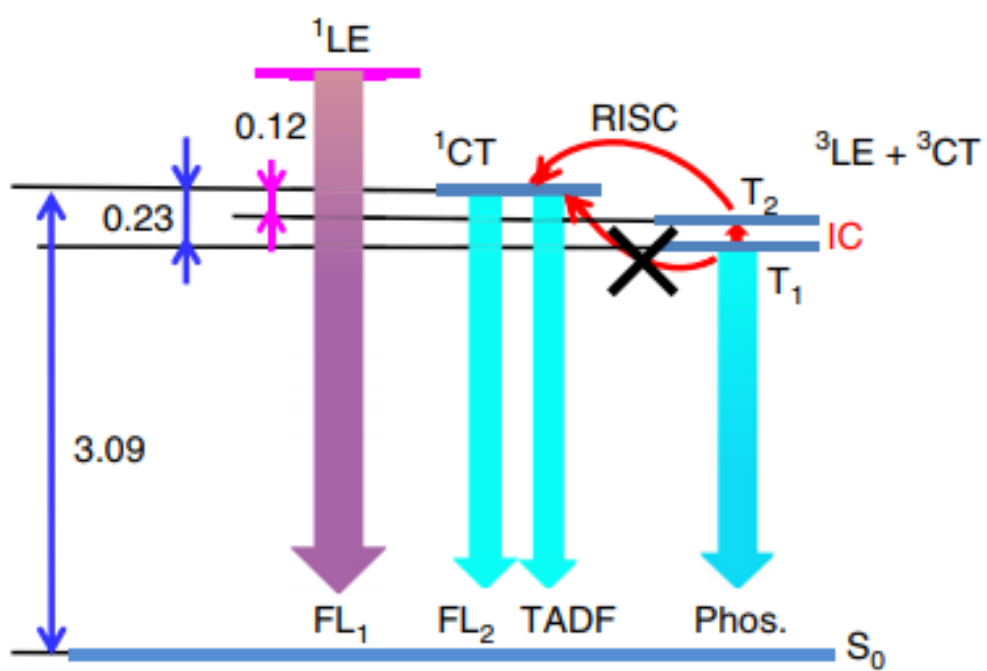 ¹LE
0.12
RISC
¹CT
³LE + ³CT
T₂
0.23
IC
T₁
3.09
FL₁
FL₂
TADF
Phos.
S₀